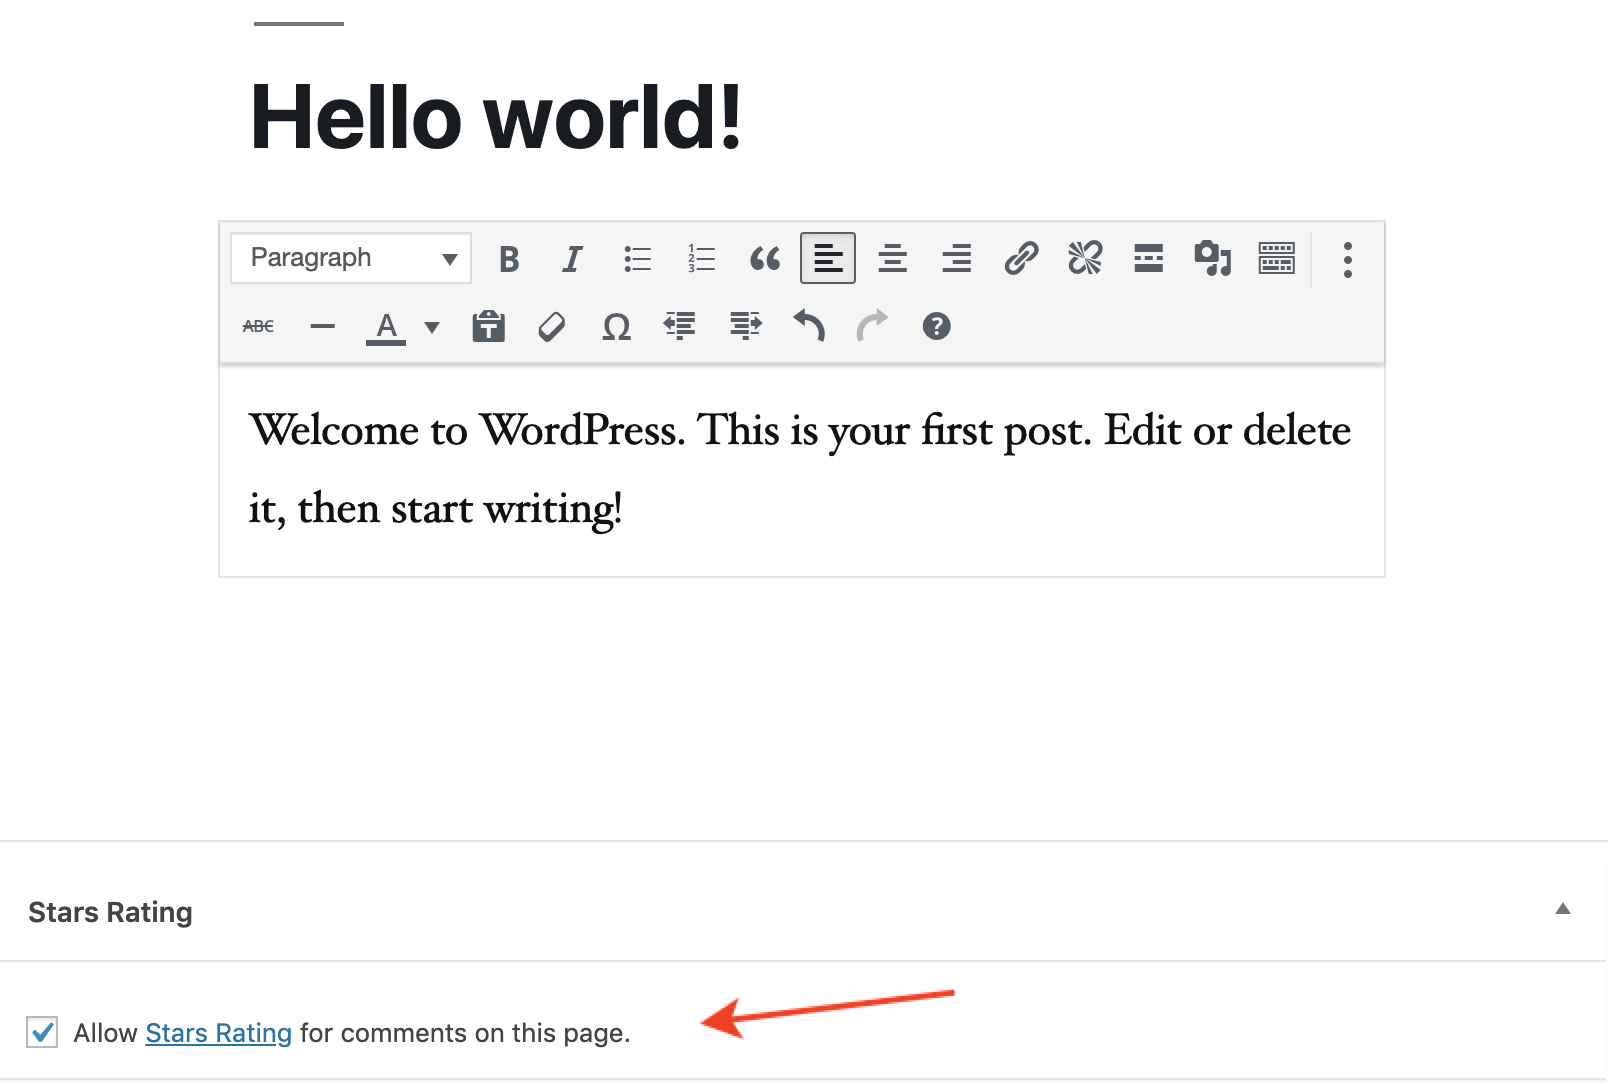 Hello world!
Paragraph
ABC
A
Welcome to WordPress. This is your first post. Edit or delete
it, then start writing!
Stars Rating
Allow Stars Rating for comments on this page.